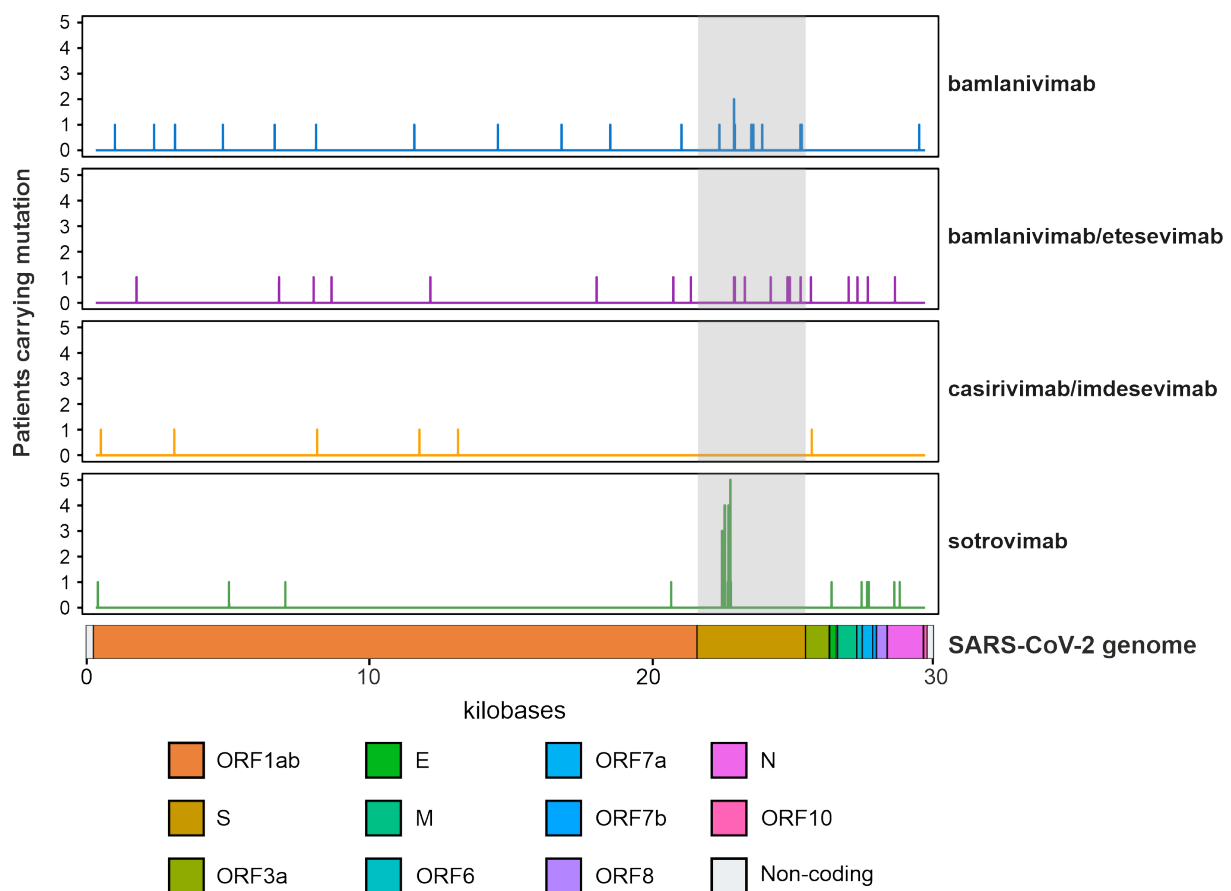 Patients carrying mutation
5
4
3
2
1
0
bamlanivimab
5
4
3
2
1
0
bamlanivimab/etesevimab
5
4
3
2
1
0
casirivimab/imdesevimab
5
4
3
2
1
0
sotrovimab
SARS-CoV-2 genome
0 10 20 30
kilobases
ORF1ab E ORF7a N
S M ORF7b ORF10
ORF3a ORF6 ORF8 Non-coding